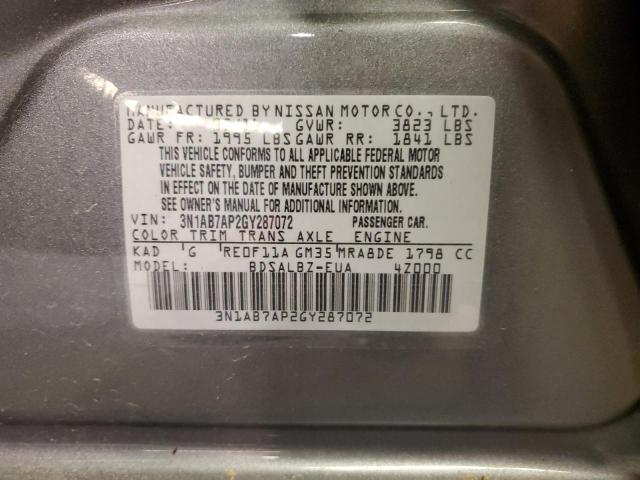 MANUFACTURED BY NISSAN MOTOR CO., LTD.
DATE: GVWR: 3823 LBS
GAWR FR: 1995 LBS GAWR RR: 1841 LBS
THIS VEHICLE CONFORMS TO ALL APPLICABLE FEDERAL MOTOR
VEHICLE SAFETY, BUMPER AND THEFT PREVENTION STANDARDS
IN EFFECT ON THE DATE OF MANUFACTURE SHOWN ABOVE.
SEE OWNER'S MANUAL FOR ADDITIONAL INFORMATION.
VIN: 3N1AB7AP2GY287072 PASSENGER CAR.
COLOR TRIM TRANS AXLE ENGINE
KAD G RE0F11A GM35 MRA8DE 1798 CC
MODEL: BDSALBZ-EUA 4Z000
3N1AB7AP2GY287072